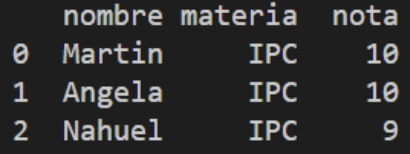 nombre materia nota
0 Martin IPC 10
1 Angela IPC 10
2 Nahuel IPC 9